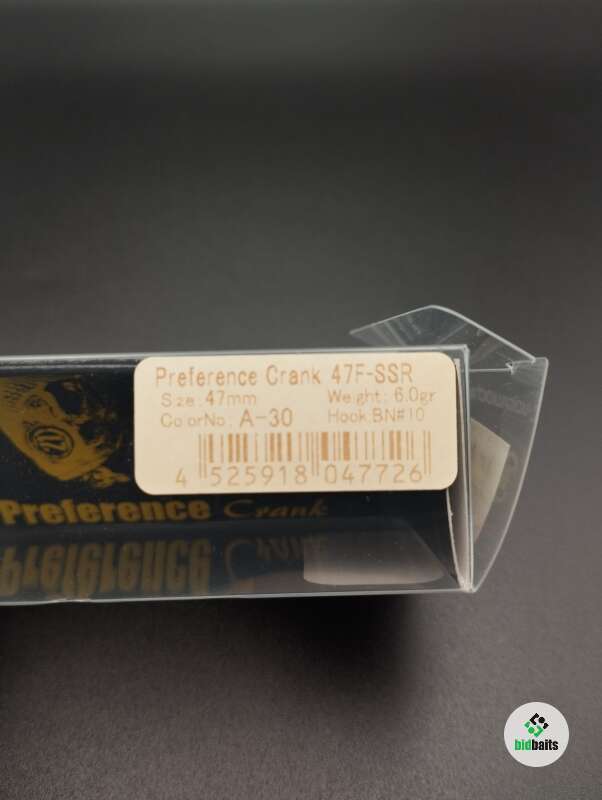 Preference Crank 47F-SSR
Size: 47mm Weight: 6.0gr
ColorNo: A-30 Hook:BN#10
4 525918 047726
Preference Crank
bidbaits